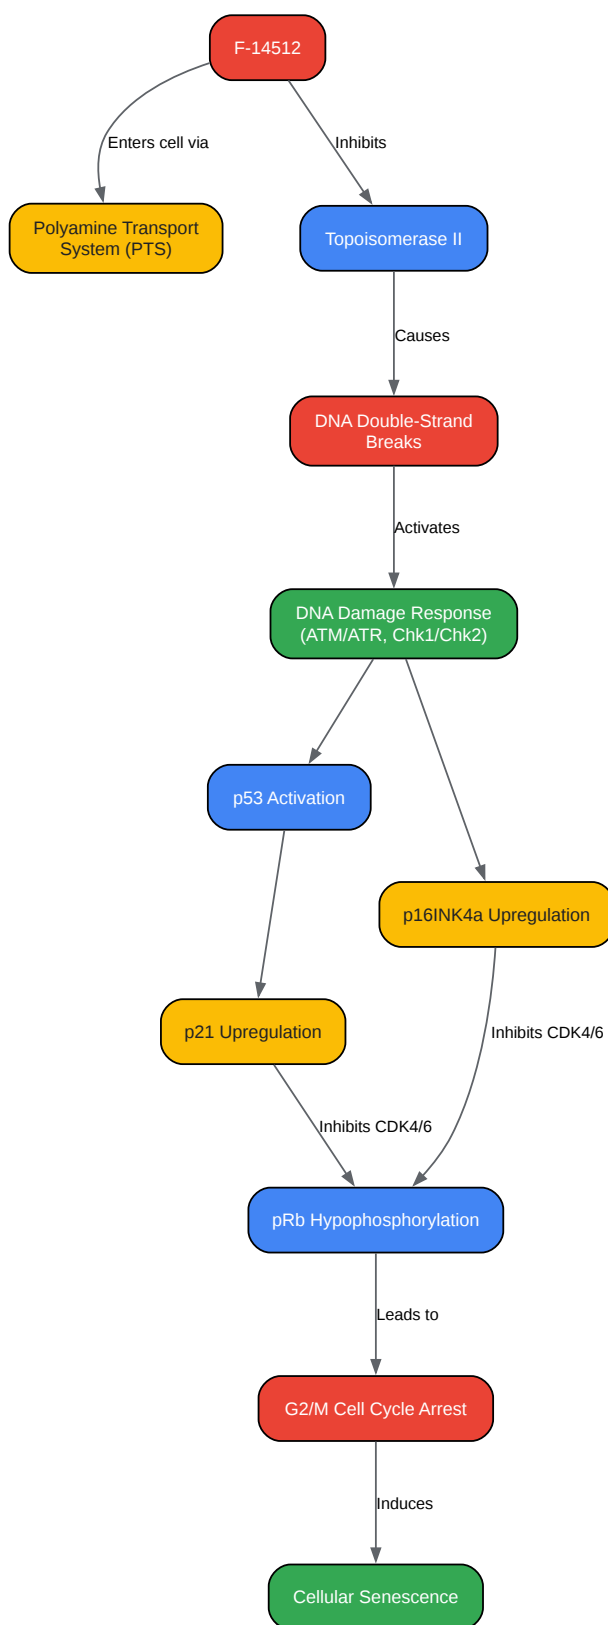 F-14512
Enters cell via
Inhibits
Polyamine Transport
System (PTS)
Topoisomerase II
Causes
DNA Double-Strand
Breaks
Activates
DNA Damage Response
(ATM/ATR, Chk1/Chk2)
p53 Activation
p16INK4a Upregulation
p21 Upregulation
Inhibits CDK4/6
Inhibits CDK4/6
pRb Hypophosphorylation
Leads to
G2/M Cell Cycle Arrest
Induces
Cellular Senescence